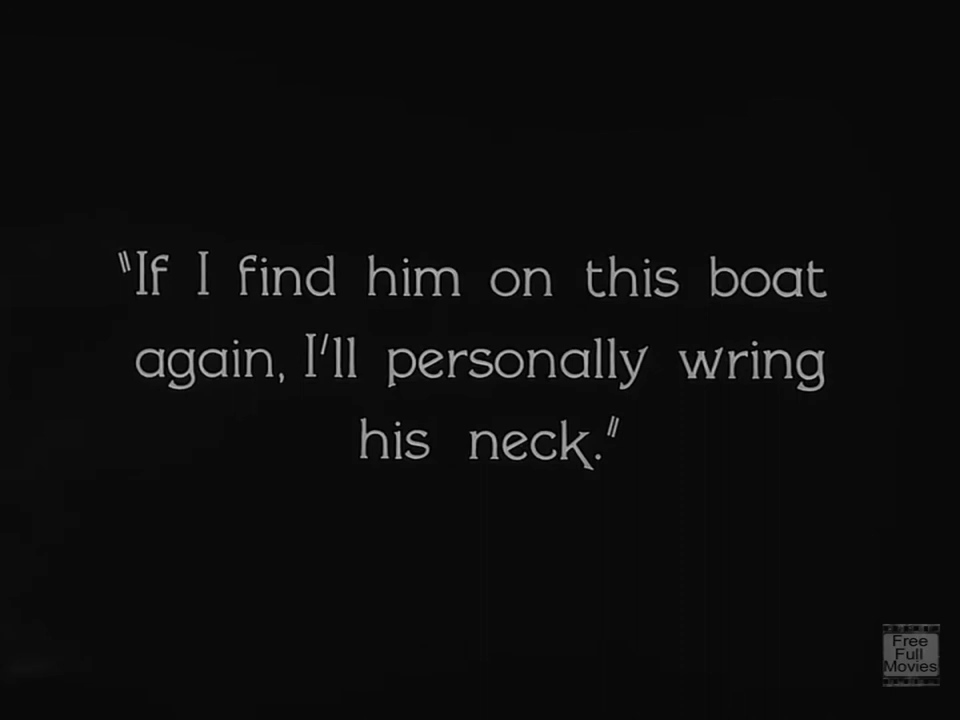 "If I find him on this boat
again, I'll personally wring
his neck."
Free
Full
Movies